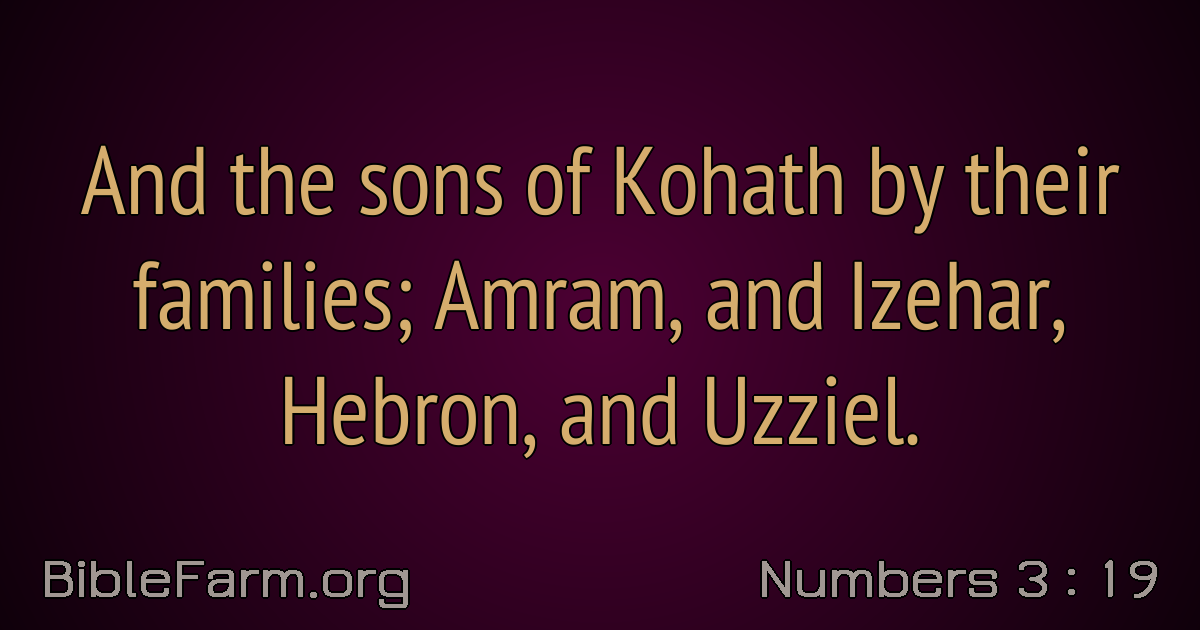 And the sons of Kohath by their
families; Amram, and Izehar,
Hebron, and Uzziel.
BibleFarm.org
Numbers 3 : 19